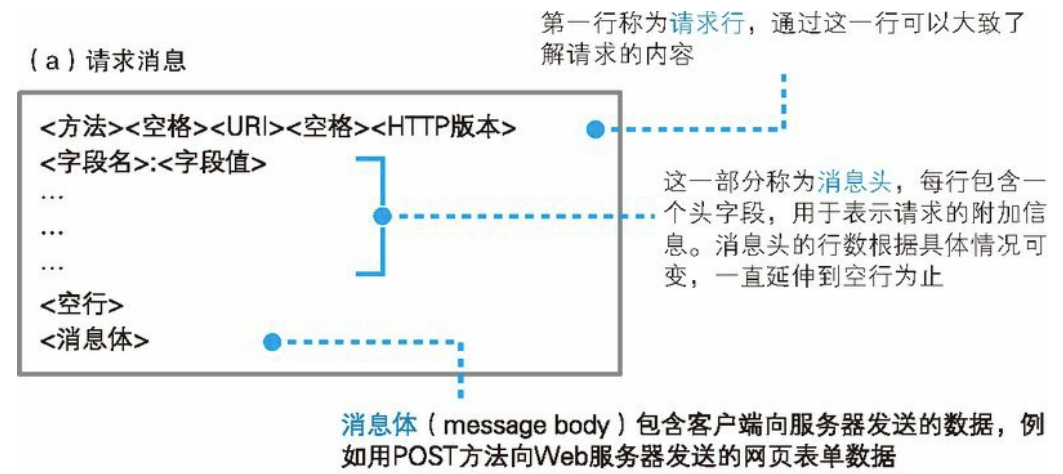 第一行称为请求行，通过这一行可以大致了
解请求的内容
（a）请求消息
<方法><空格><URI><空格><HTTP版本>
<字段名>:<字段值>
…
…
…
<空行>
<消息体>
这一部分称为消息头，每行包含一
个头字段，用于表示请求的附加信
息。消息头的行数根据具体情况可
变，一直延伸到空行为止
消息体（message body）包含客户端向服务器发送的数据，例
如用POST方法向Web服务器发送的网页表单数据